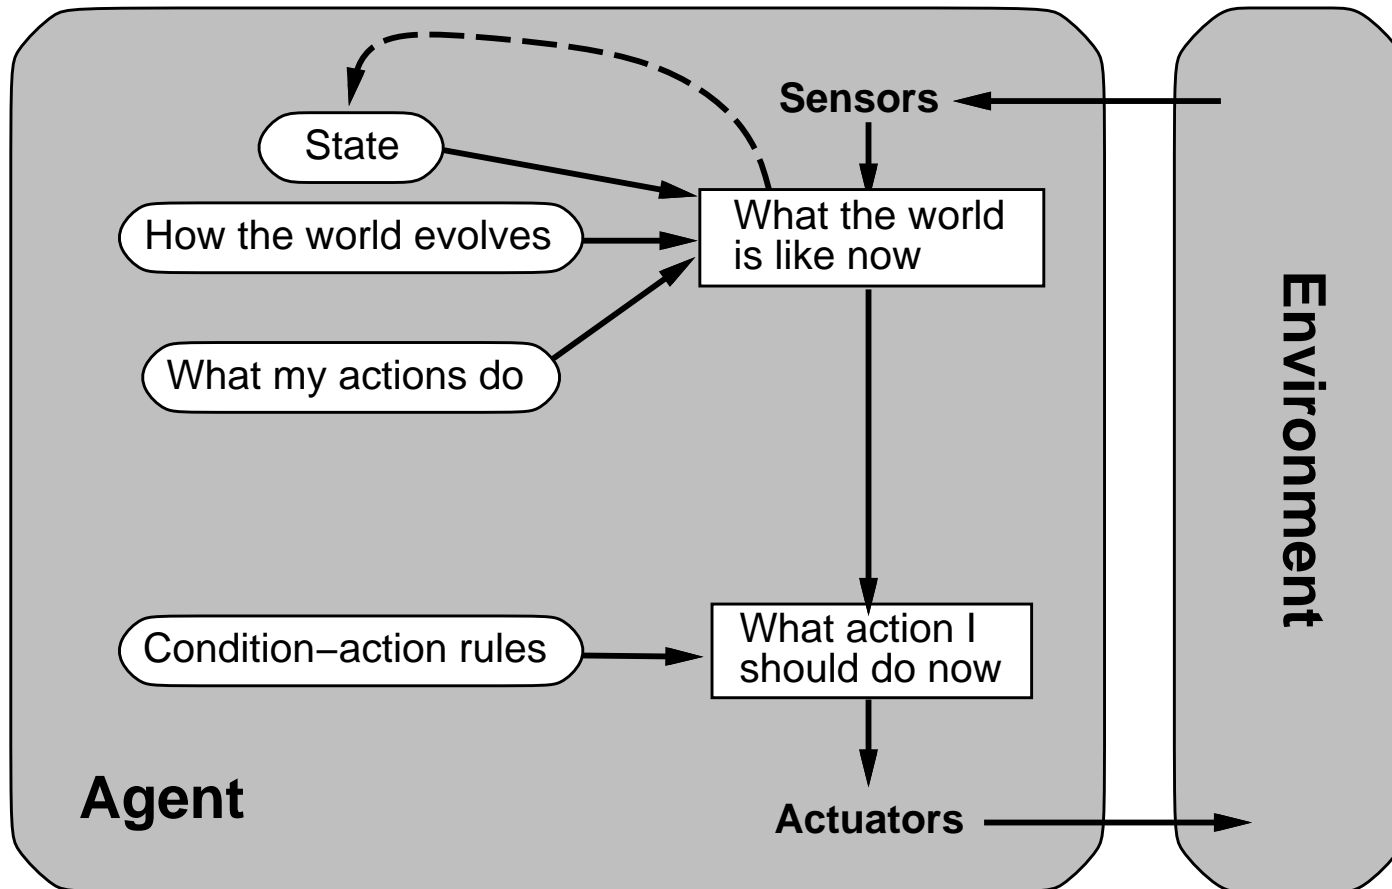 Sensors
State
What the world
is like now
How the world evolves
What my actions do
Environment
Condition−action rules
What action I
should do now
Agent
Actuators